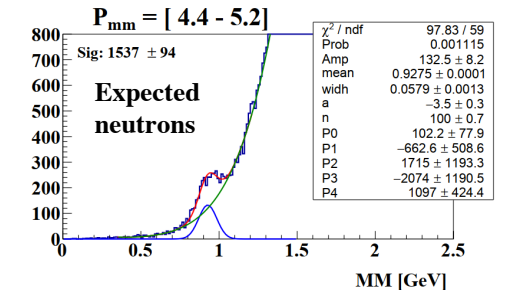 P_mm = [ 4.4 - 5.2]
800
700
600
500
400
300
200
100
0
Sig: 1537 ± 94
Expected
neutrons
χ² / ndf 97.83 / 59
Prob 0.001115
Amp 132.5 ± 8.2
mean 0.9275 ± 0.0001
widh 0.0579 ± 0.0013
a −3.5 ± 0.3
n 100 ± 0.7
P0 102.2 ± 77.9
P1 −662.6 ± 508.6
P2 1715 ± 1193.3
P3 −2074 ± 1190.5
P4 1097 ± 424.4
0 0.5 1 1.5 2 2.5
MM [GeV]